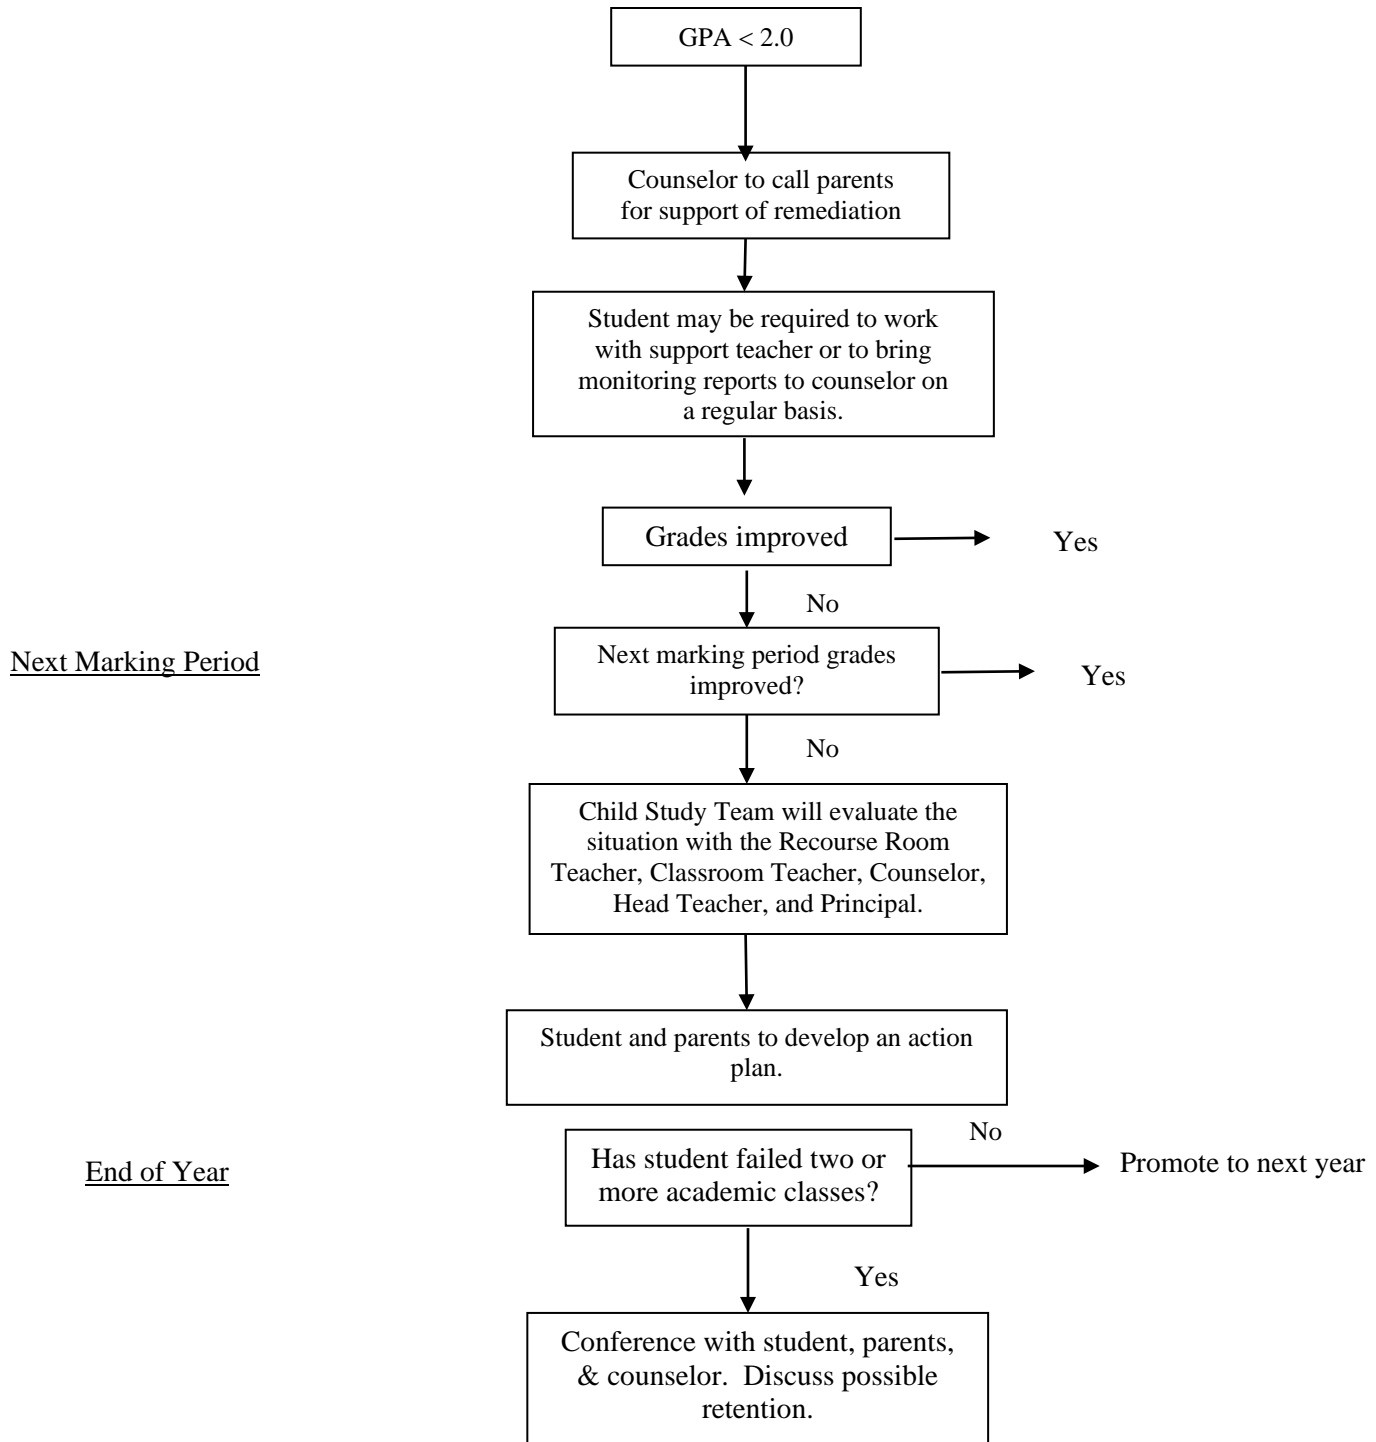 GPA < 2.0
Counselor to call parents
for support of remediation
Student may be required to work
with support teacher or to bring
monitoring reports to counselor on
a regular basis.
Grades improved
Yes
No
Next Marking Period
Next marking period grades
improved?
Yes
No
Child Study Team will evaluate the
situation with the Recourse Room
Teacher, Classroom Teacher, Counselor,
Head Teacher, and Principal.
Student and parents to develop an action
plan.
End of Year
Has student failed two or
more academic classes?
No
Promote to next year
Yes
Conference with student, parents,
& counselor.  Discuss possible
retention.